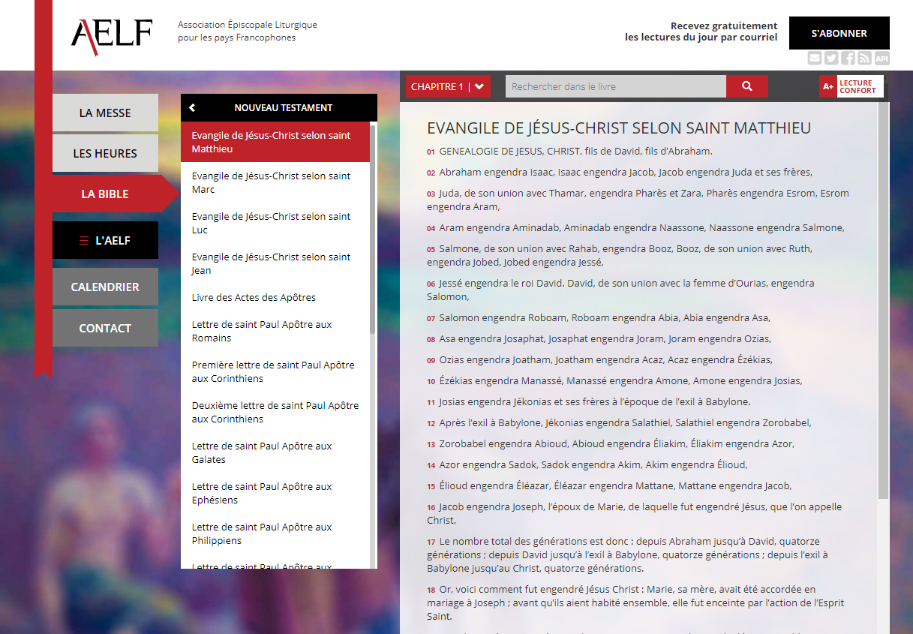 AELF
Association Épiscopale Liturgique
pour les pays Francophones
Recevez gratuitement
les lectures du jour par courriel
S'ABONNER
API
LA MESSE
LES HEURES
LA BIBLE
L'AELF
CALENDRIER
CONTACT
NOUVEAU TESTAMENT
Evangile de Jésus-Christ selon saint
Matthieu
Evangile de Jésus-Christ selon saint
Marc
Evangile de Jésus-Christ selon saint
Luc
Evangile de Jésus-Christ selon saint
Jean
Livre des Actes des Apôtres
Lettre de saint Paul Apôtre aux
Romains
Première lettre de saint Paul Apôtre
aux Corinthiens
Deuxième lettre de saint Paul Apôtre
aux Corinthiens
Lettre de saint Paul Apôtre aux
Galates
Lettre de saint Paul Apôtre aux
Ephésiens
Lettre de saint Paul Apôtre aux
Philippiens
Lettre de saint Paul Apôtre aux
CHAPITRE 1 |
Rechercher dans le livre
A+ LECTURE
CONFORT
EVANGILE DE JÉSUS-CHRIST SELON SAINT MATTHIEU
01 GENEALOGIE DE JESUS, CHRIST, fils de David, fils d'Abraham.
02 Abraham engendra Isaac, Isaac engendra Jacob, Jacob engendra Juda et ses frères,
03 Juda, de son union avec Thamar, engendra Pharès et Zara, Pharès engendra Esrom, Esrom
engendra Aram,
04 Aram engendra Aminadab, Aminadab engendra Naassone, Naassone engendra Salmone,
05 Salmone, de son union avec Rahab, engendra Booz, Booz, de son union avec Ruth,
engendra Jobed, Jobed engendra Jessé,
06 Jessé engendra le roi David. David, de son union avec la femme d'Ourias, engendra
Salomon,
07 Salomon engendra Roboam, Roboam engendra Abia, Abia engendra Asa,
08 Asa engendra Josaphat, Josaphat engendra Joram, Joram engendra Ozias,
09 Ozias engendra Joatham, Joatham engendra Acaz, Acaz engendra Ézékias,
10 Ézékias engendra Manassé, Manassé engendra Amone, Amone engendra Josias,
11 Josias engendra Jékonias et ses frères à l'époque de l'exil à Babylone.
12 Après l'exil à Babylone, Jékonias engendra Salathiel, Salathiel engendra Zorobabel,
13 Zorobabel engendra Abioud, Abioud engendra Éliakim, Éliakim engendra Azor,
14 Azor engendra Sadok, Sadok engendra Akim, Akim engendra Élioud,
15 Élioud engendra Éléazar, Éléazar engendra Mattane, Mattane engendra Jacob,
16 Jacob engendra Joseph, l'époux de Marie, de laquelle fut engendré Jésus, que l'on appelle
Christ.
17 Le nombre total des générations est donc : depuis Abraham jusqu'à David, quatorze
générations ; depuis David jusqu'à l'exil à Babylone, quatorze générations ; depuis l'exil à
Babylone jusqu'au Christ, quatorze générations.
18 Or, voici comment fut engendré Jésus Christ : Marie, sa mère, avait été accordée en
mariage à Joseph ; avant qu'ils aient habité ensemble, elle fut enceinte par l'action de l'Esprit
Saint.